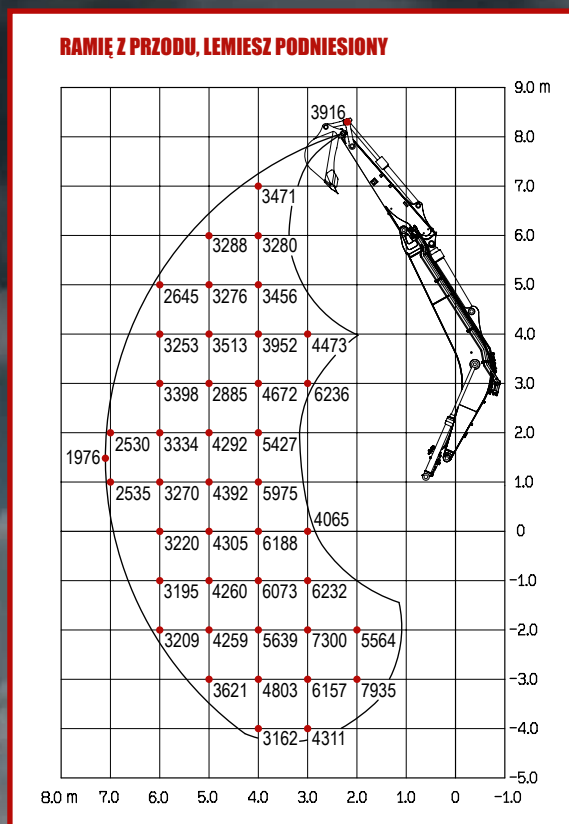 RAMIĘ Z PRZODU, LEMIESZ PODNIESIONY
9.0 m
3916
8.0
7.0
3471
6.0
3288 3280
5.0
2645 3276 3456
4.0
3253 3513 3952 4473
3.0
3398 2885 4672 6236
2.0
2530 3334 4292 5427
1976
1.0
2535 3270 4392 5975
4065
0
3220 4305 6188
-1.0
3195 4260 6073 6232
-2.0
3209 4259 5639 7300 5564
-3.0
3621 4803 6157 7935
-4.0
3162 4311
-5.0
8.0 m 7.0 6.0 5.0 4.0 3.0 2.0 1.0 0 -1.0